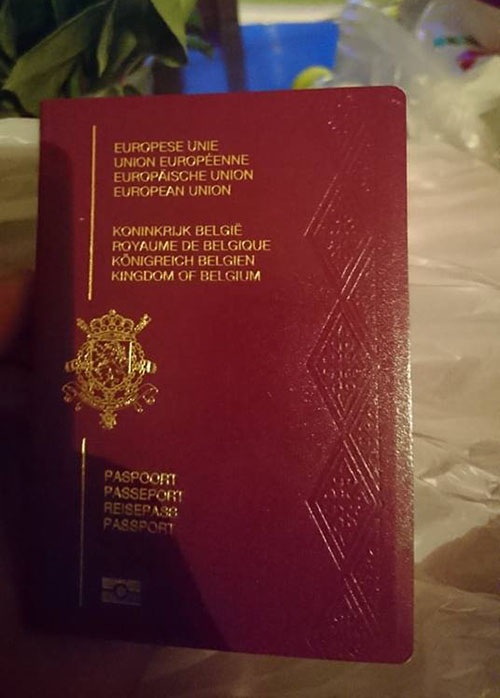 EUROPESE UNIE
UNION EUROPÉENNE
EUROPÄISCHE UNION
EUROPEAN UNION
KONINKRIJK BELGIË
ROYAUME DE BELGIQUE
KÖNIGREICH BELGIEN
KINGDOM OF BELGIUM
PASPOORT
PASSEPORT
REISEPASS
PASSPORT